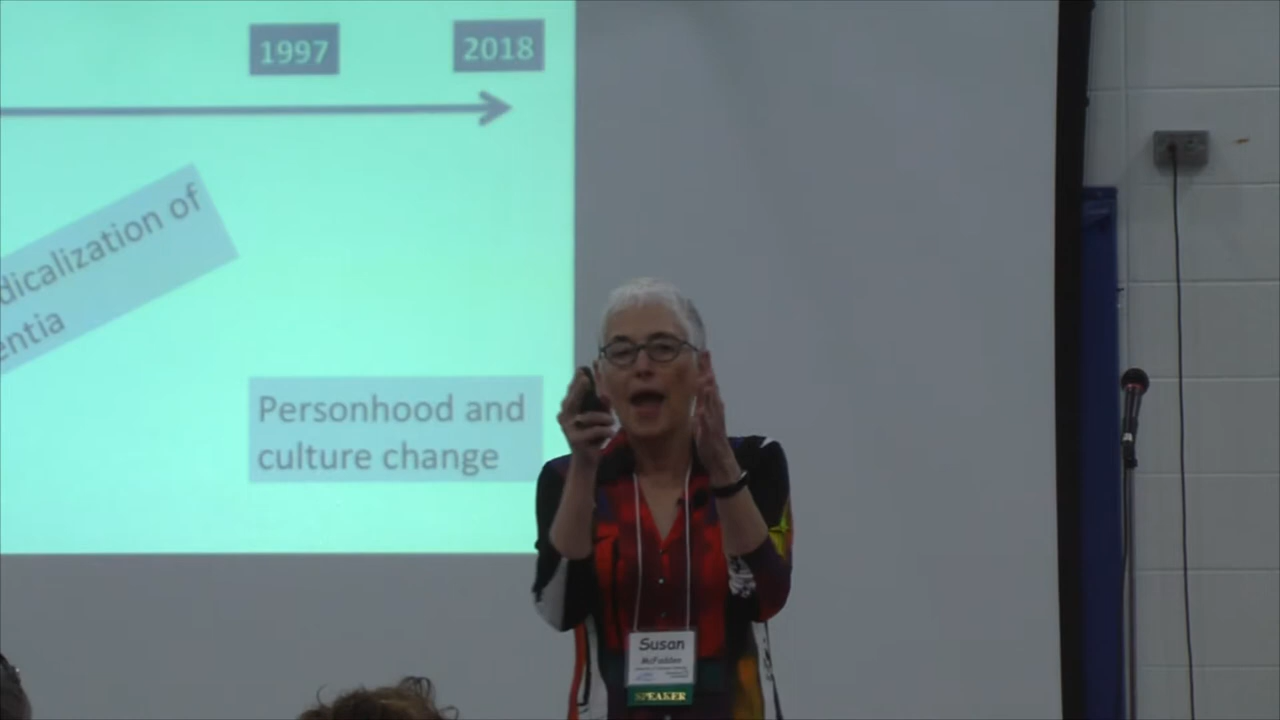 1997
2018
dicalization of
entia
Personhood and
culture change
Susan
McFadden
SPEAKER